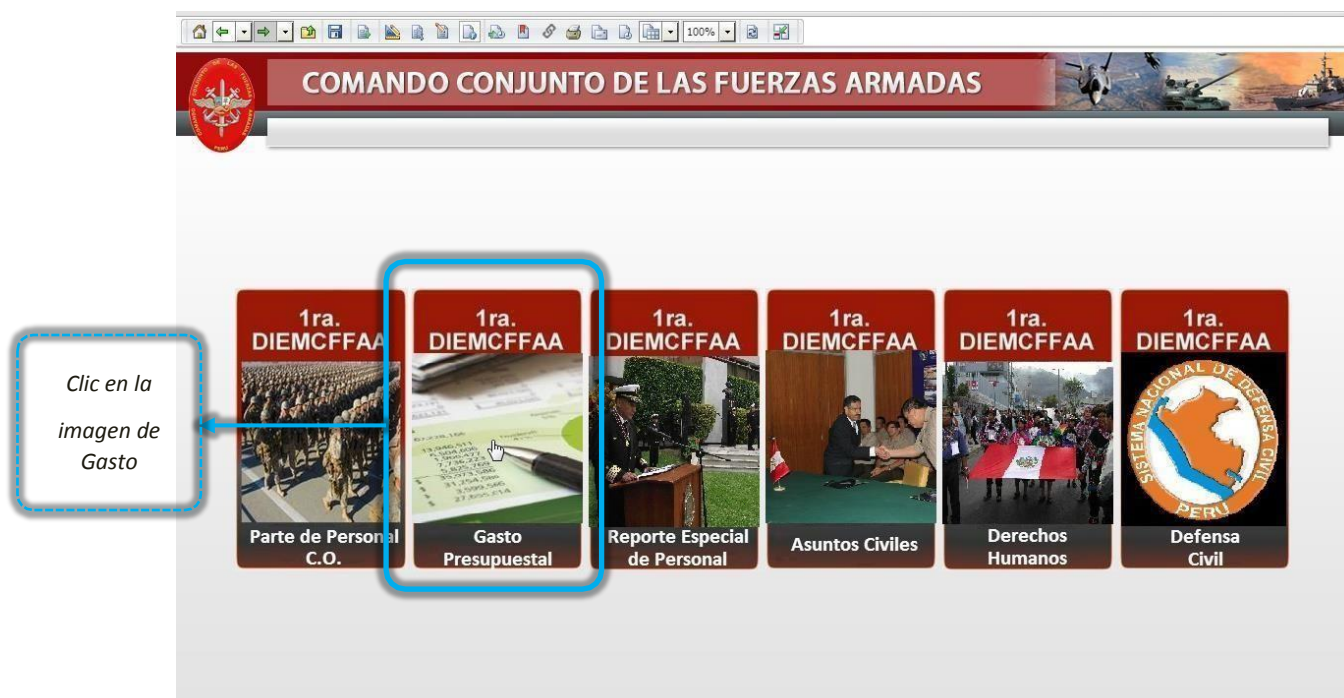 100%
COMANDO CONJUNTO DE LAS FUERZAS ARMADAS
PERU
Clic en la
imagen de
Gasto
1ra.
DIEMCFFAA
Parte de Personal
C.O.
1ra.
DIEMCFFAA
Gasto
Presupuestal
1ra.
DIEMCFFAA
Reporte Especial
de Personal
1ra.
DIEMCFFAA
Asuntos Civiles
1ra.
DIEMCFFAA
Derechos
Humanos
1ra.
DIEMCFFAA
SISTEMA NACIONAL DE DEFENSA CIVIL
PERU
Defensa
Civil